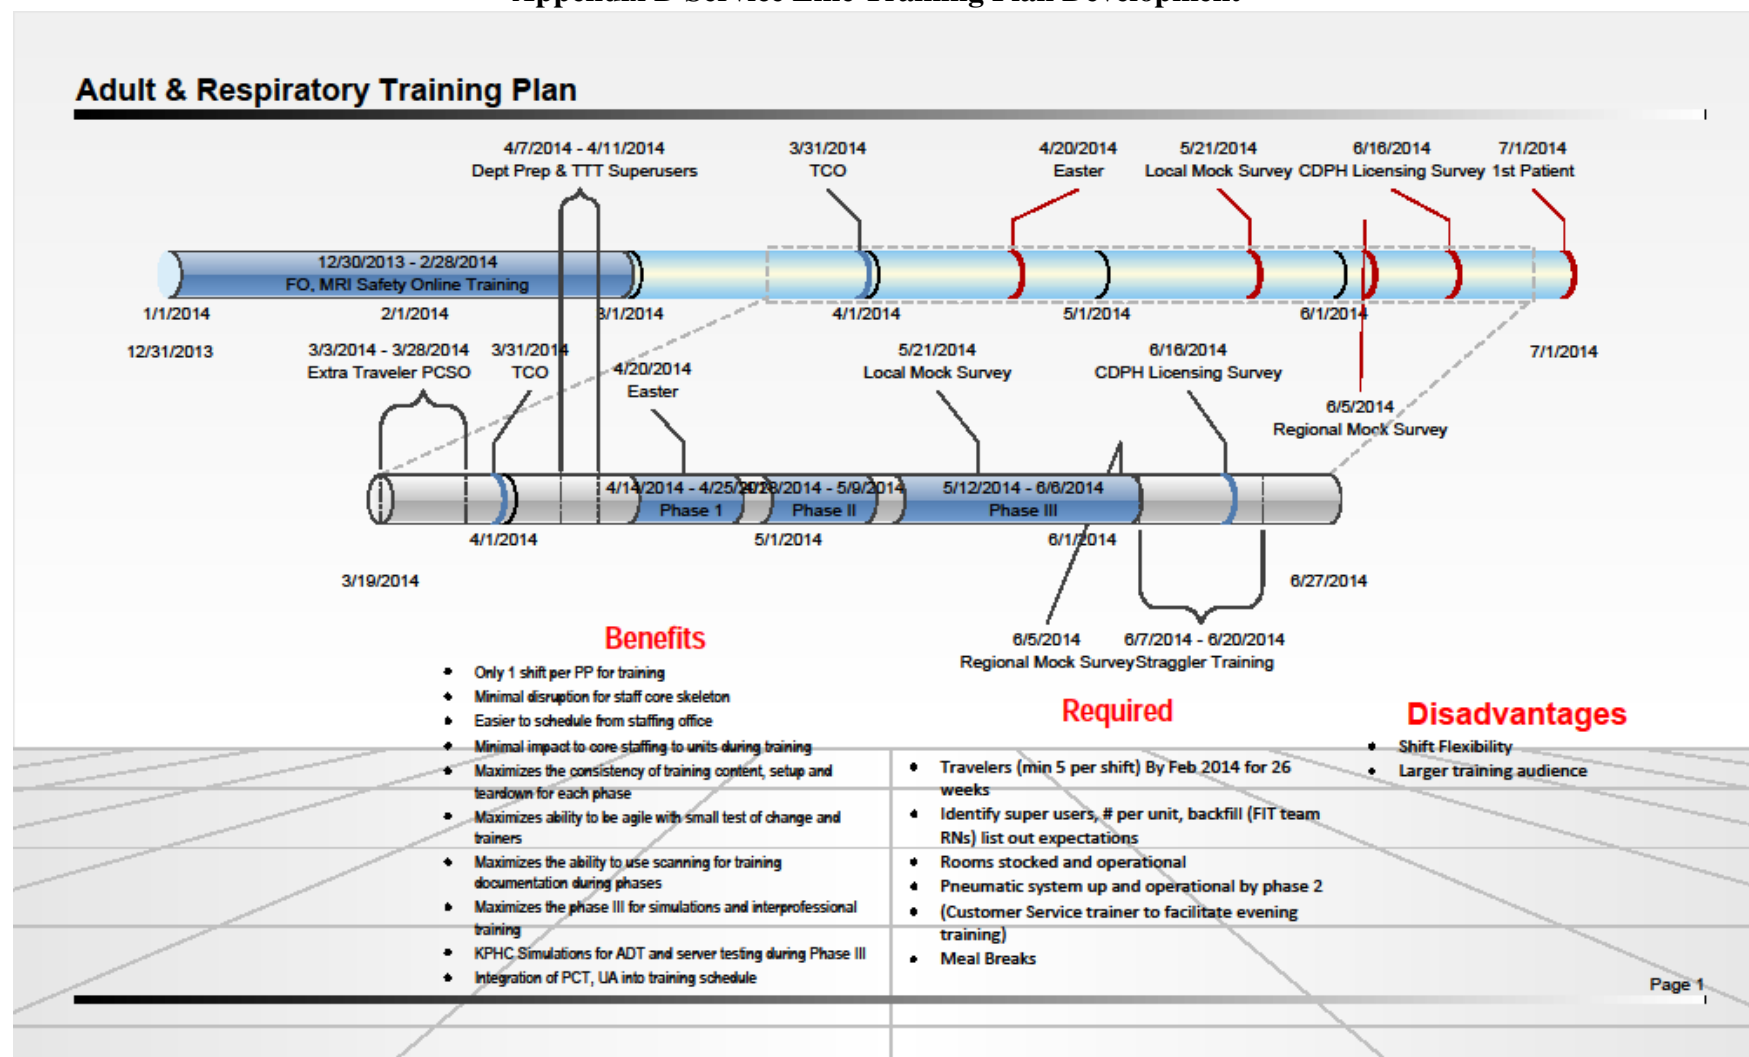 Appendix B Service Line Training Plan Development
Adult & Respiratory Training Plan
4/7/2014 - 4/11/2014
Dept Prep & TTT Superusers
3/31/2014
TCO
4/20/2014
Easter
5/21/2014
Local Mock Survey
6/16/2014
CDPH Licensing Survey
7/1/2014
1st Patient
12/30/2013 - 2/28/2014
FO, MRI Safety Online Training
1/1/2014
2/1/2014
3/1/2014
4/1/2014
5/1/2014
6/1/2014
12/31/2013
7/1/2014
3/3/2014 - 3/28/2014
Extra Traveler PCSO
3/31/2014
TCO
4/20/2014
Easter
5/21/2014
Local Mock Survey
6/16/2014
CDPH Licensing Survey
6/5/2014
Regional Mock Survey
4/14/2014 - 4/25/2014
Phase 1
4/28/2014 - 5/9/2014
Phase II
5/12/2014 - 6/6/2014
Phase III
4/1/2014
5/1/2014
6/1/2014
3/19/2014
6/27/2014
6/5/2014
Regional Mock Survey
6/7/2014 - 6/20/2014
Straggler Training
Benefits
Only 1 shift per PP for training
Minimal disruption for staff core skeleton
Easier to schedule from staffing office
Minimal impact to core staffing to units during training
Maximizes the consistency of training content, setup and
teardown for each phase
Maximizes ability to be agile with small test of change and
trainers
Maximizes the ability to use scanning for training
documentation during phases
Maximizes the phase III for simulations and interprofessional
training
KPHC Simulations for ADT and server testing during Phase III
Integration of PCT, UA into training schedule
Required
Travelers (min 5 per shift) By Feb 2014 for 26
weeks
Identify super users, # per unit, backfill (FIT team
RNs) list out expectations
Rooms stocked and operational
Pneumatic system up and operational by phase 2
(Customer Service trainer to facilitate evening
training)
Meal Breaks
Disadvantages
Shift Flexibility
Larger training audience
Page 1